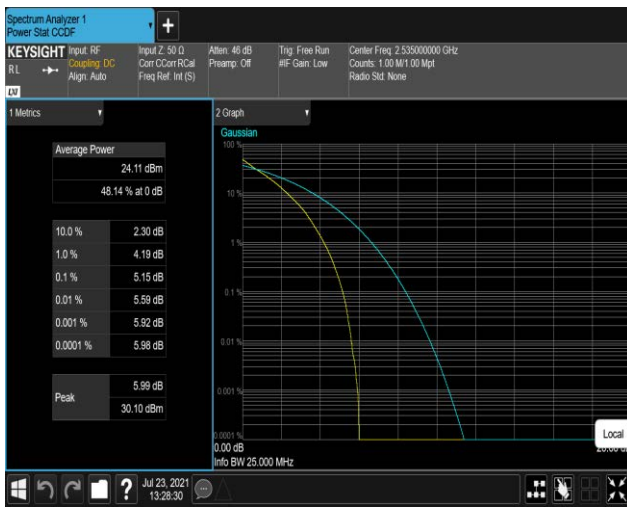 Spectrum Analyzer 1
Power Stat CCDF
KEYSIGHT
RL
LXI
Input: RF
Coupling: DC
Align: Auto
Input Z: 50 Ω
Corr CCorr RCal
Freq Ref: Int (S)
Atten: 46 dB
Preamp: Off
Trig: Free Run
#IF Gain: Low
Center Freq: 2.535000000 GHz
Counts: 1.00 M/1.00 Mpt
Radio Std: None
1 Metrics
Average Power
24.11 dBm
48.14 % at 0 dB
10.0 % 2.30 dB
1.0 % 4.19 dB
0.1 % 5.15 dB
0.01 % 5.59 dB
0.001 % 5.92 dB
0.0001 % 5.98 dB
Peak
5.99 dB
30.10 dBm
2 Graph
Gaussian
100 %
10 %
1 %
0.1 %
0.01 %
0.001 %
0.0001 %
0.00 dB
Info BW 25.000 MHz
Local
?
Jul 23, 2021
13:28:30